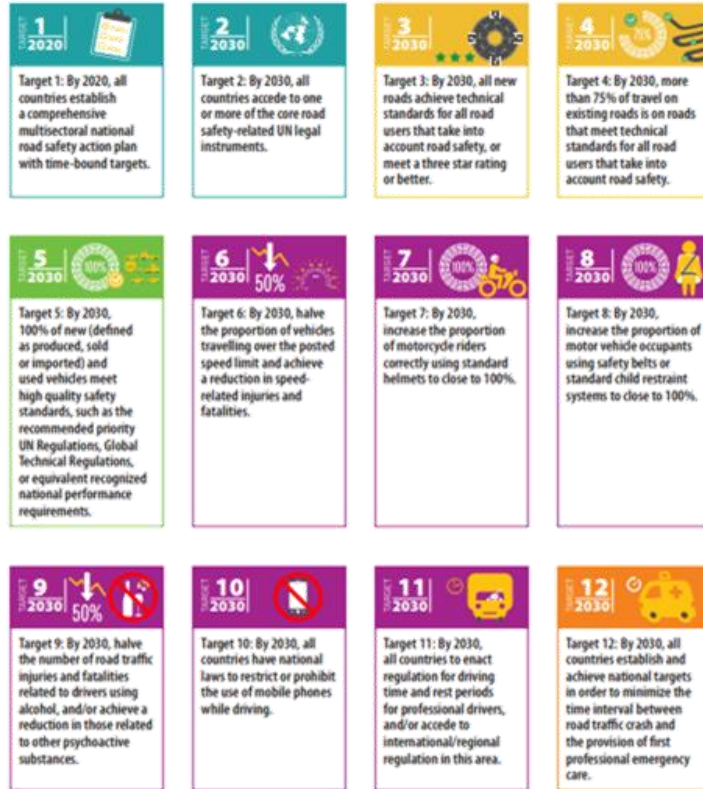 TARGET 1 2020
Target 1: By 2020, all
countries establish
a comprehensive
multisectoral national
road safety action plan
with time-bound targets.
TARGET 2 2030
Target 2: By 2030, all
countries accede to one
or more of the core road
safety-related UN legal
instruments.
TARGET 3 2030
Target 3: By 2030, all new
roads achieve technical
standards for all road
users that take into
account road safety, or
meet a three star rating
or better.
TARGET 4 2030 75%
Target 4: By 2030, more
than 75% of travel on
existing roads is on roads
that meet technical
standards for all road
users that take into
account road safety.
TARGET 5 2030 100%
Target 5: By 2030,
100% of new (defined
as produced, sold
or imported) and
used vehicles meet
high quality safety
standards, such as the
recommended priority
UN Regulations, Global
Technical Regulations,
or equivalent recognized
national performance
requirements.
TARGET 6 2030 50%
Target 6: By 2030, halve
the proportion of vehicles
travelling over the posted
speed limit and achieve
a reduction in speed-
related injuries and
fatalities.
TARGET 7 2030 100%
Target 7: By 2030,
increase the proportion
of motorcycle riders
correctly using standard
helmets to close to 100%.
TARGET 8 2030 100%
Target 8: By 2030,
increase the proportion of
motor vehicle occupants
using safety belts or
standard child restraint
systems to close to 100%.
TARGET 9 2030 50%
Target 9: By 2030, halve
the number of road traffic
injuries and fatalities
related to drivers using
alcohol, and/or achieve a
reduction in those related
to other psychoactive
substances.
TARGET 10 2030
Target 10: By 2030, all
countries have national
laws to restrict or prohibit
the use of mobile phones
while driving.
TARGET 11 2030
Target 11: By 2030,
all countries to enact
regulation for driving
time and rest periods
for professional drivers,
and/or accede to
international/regional
regulation in this area.
TARGET 12 2030
Target 12: By 2030, all
countries establish and
achieve national targets
in order to minimize the
time interval between
road traffic crash and
the provision of first
professional emergency
care.